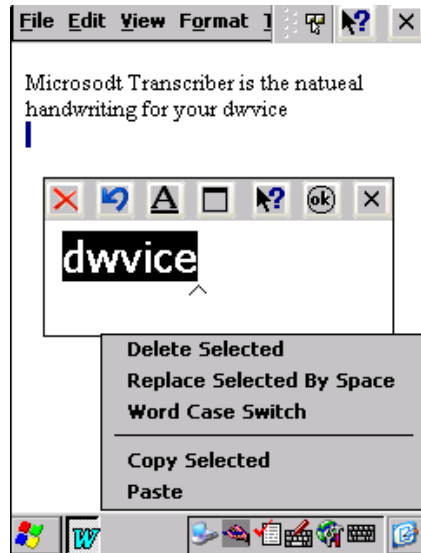 File Edit View Format
Microsodt Transcriber is the natueal
handwriting for your dwvice
A ? ok
dwvice
Delete Selected
Replace Selected By Space
Word Case Switch
Copy Selected
Paste
W